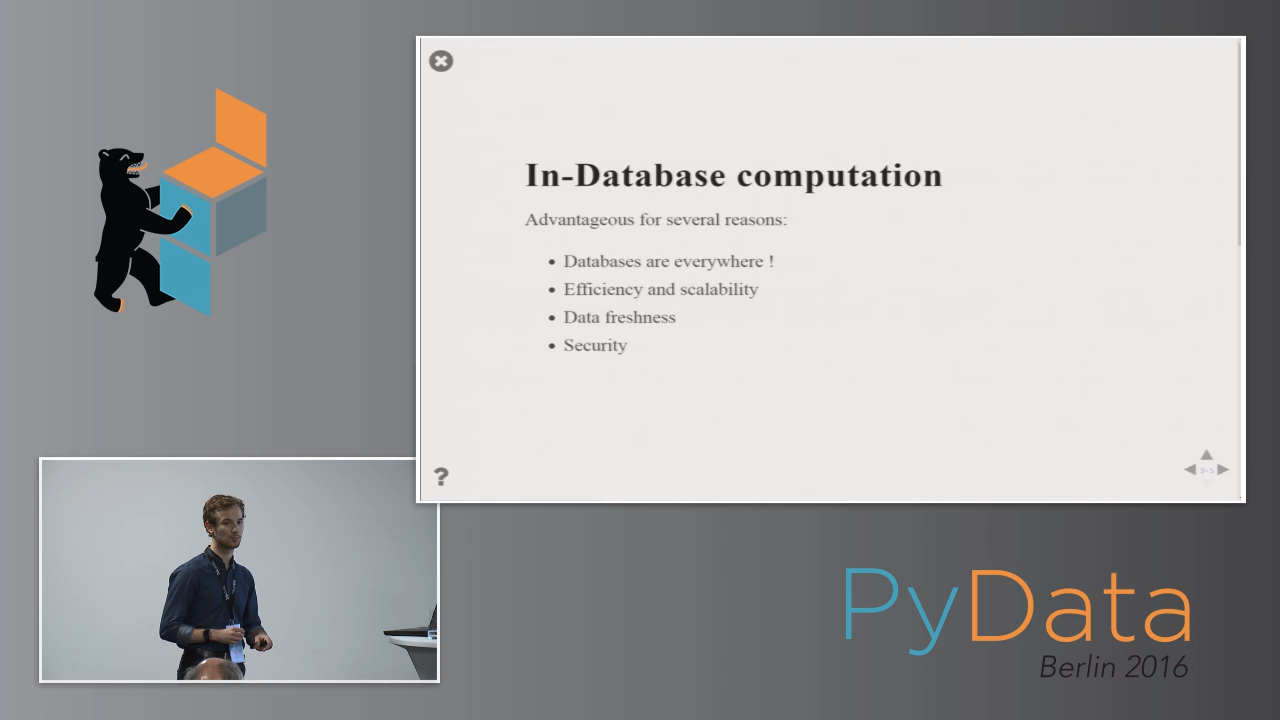 In-Database computation
Advantageous for several reasons:
• Databases are everywhere !
• Efficiency and scalability
• Data freshness
• Security
?
PyData
Berlin 2016